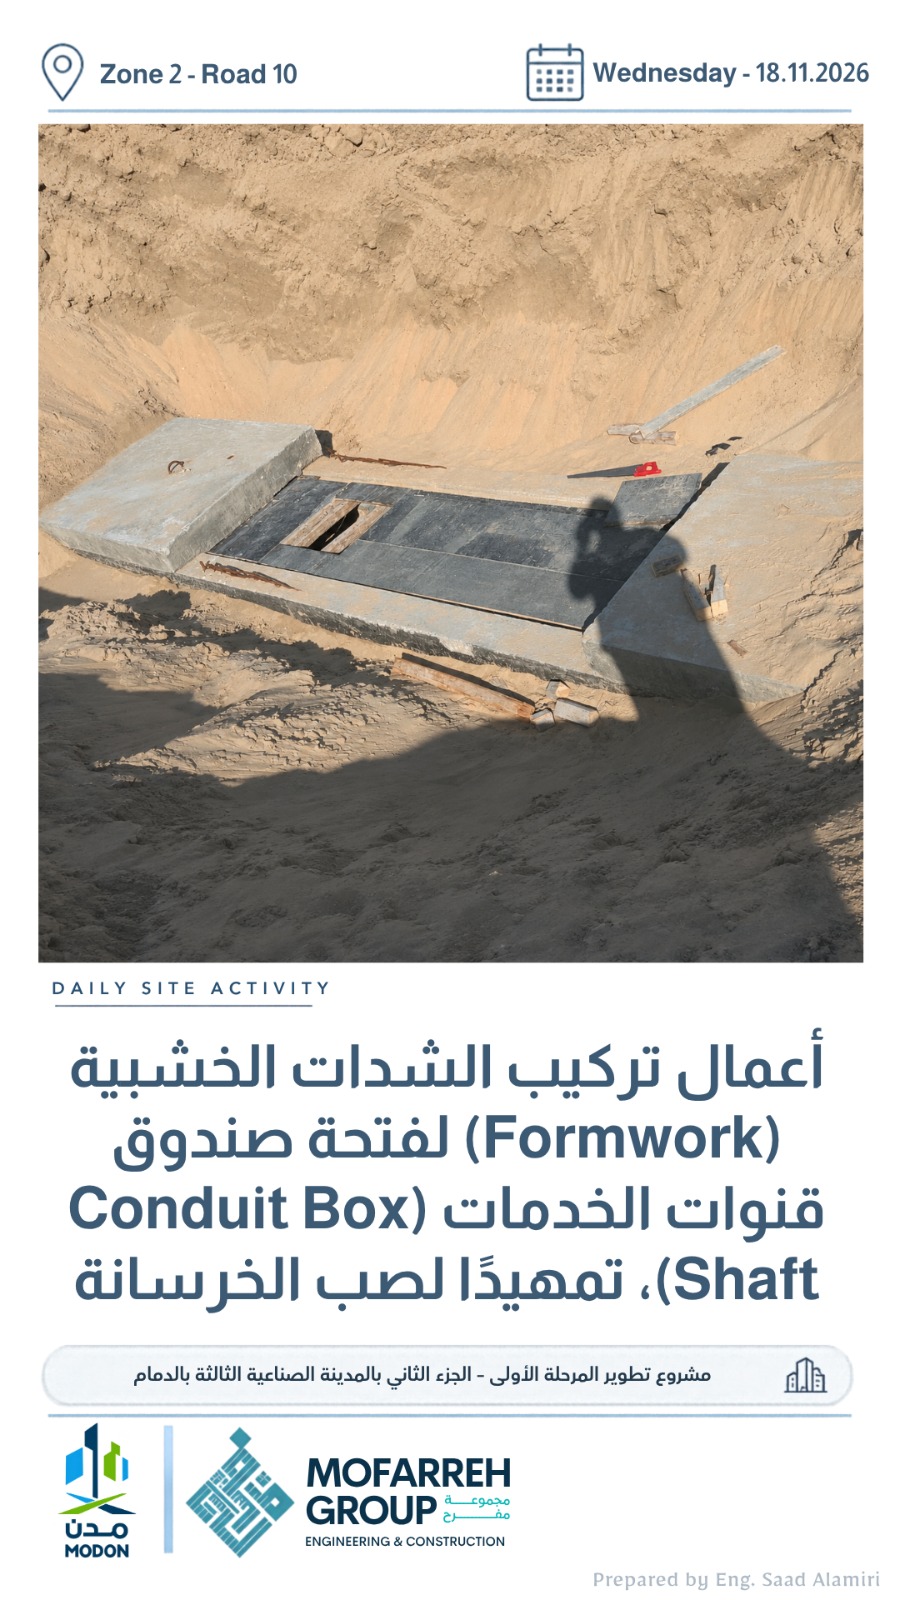 Zone 2 - Road 10
Wednesday - 18.11.2026
DAILY SITE ACTIVITY
أعمال تركيب الشدات الخشبية
(Formwork) لفتحة صندوق
قنوات الخدمات (Conduit Box
Shaft)، تمهيدًا لصب الخرسانة
مشروع تطوير المرحلة الأولى - الجزء الثاني بالمدينة الصناعية الثالثة بالدمام
مدن
MODON
MOFARREH
GROUP
مجموعة
مفرح
ENGINEERING & CONSTRUCTION
Prepared by Eng. Saad Alamiri